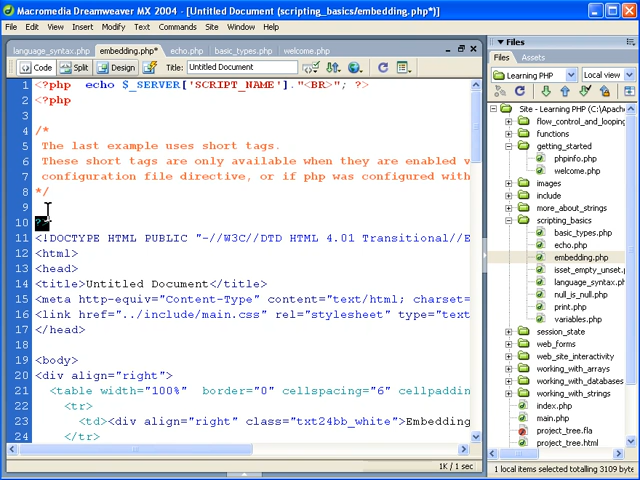 Macromedia Dreamweaver MX 2004 - [Untitled Document (scripting_basics/embedding.php*)]
File Edit View Insert Modify Text Commands Site Window Help
language_syntax.php embedding.php* echo.php basic_types.php welcome.php
Code Split Design Title: Untitled Document
1 <?php echo $_SERVER['SCRIPT_NAME']."<BR>"; ?>
2 <?php
3
4 /*
5 The last example uses short tags.
6 These short tags are only available when they are enabled v
7 configuration file directive, or if php was configured with
8 */
9
10 ?>
11 <!DOCTYPE HTML PUBLIC "-//W3C//DTD HTML 4.01 Transitional//E
12 <html>
13 <head>
14 <title>Untitled Document</title>
15 <meta http-equiv="Content-Type" content="text/html; charset=
16 <link href="../include/main.css" rel="stylesheet" type="text
17 </head>
18
19 <body>
20 <div align="right">
21 <table width="100%" border="0" cellspacing="6" cellpadding
22 <tr>
23 <td><div align="right" class="txt24bb_white">Embedding
24 </tr>
1K / 1 sec
Files
Files Assets
Learning PHP Local view
Site - Learning PHP (C:\Apache
flow_control_and_looping
functions
getting_started
phpinfo.php
welcome.php
images
include
more_about_strings
scripting_basics
basic_types.php
echo.php
embedding.php
isset_empty_unset.
language_syntax.ph
null_is_null.php
print.php
variables.php
session_state
web_forms
web_site_interactivity
working_with_arrays
working_with_databases
working_with_strings
index.php
main.php
project_tree.fla
project_tree.html
1 local items selected totalling 3109 byte